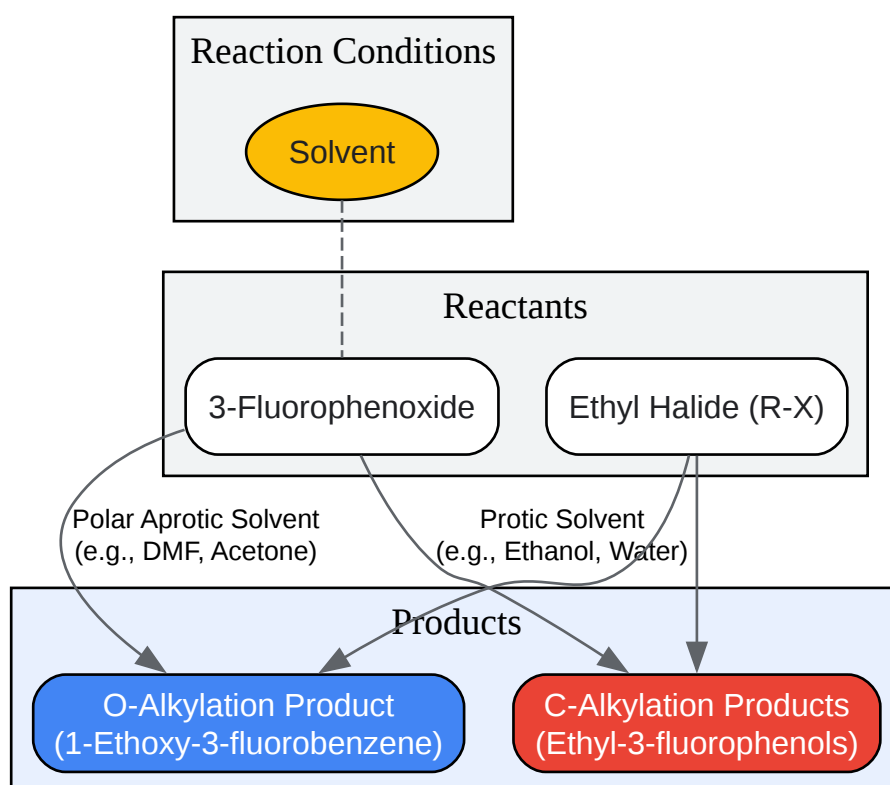 Reaction Conditions
Solvent
Reactants
3-Fluorophenoxide
Ethyl Halide (R-X)
Polar Aprotic Solvent
(e.g., DMF, Acetone)
Protic Solvent
(e.g., Ethanol, Water)
Products
O-Alkylation Product
(1-Ethoxy-3-fluorobenzene)
C-Alkylation Products
(Ethyl-3-fluorophenols)